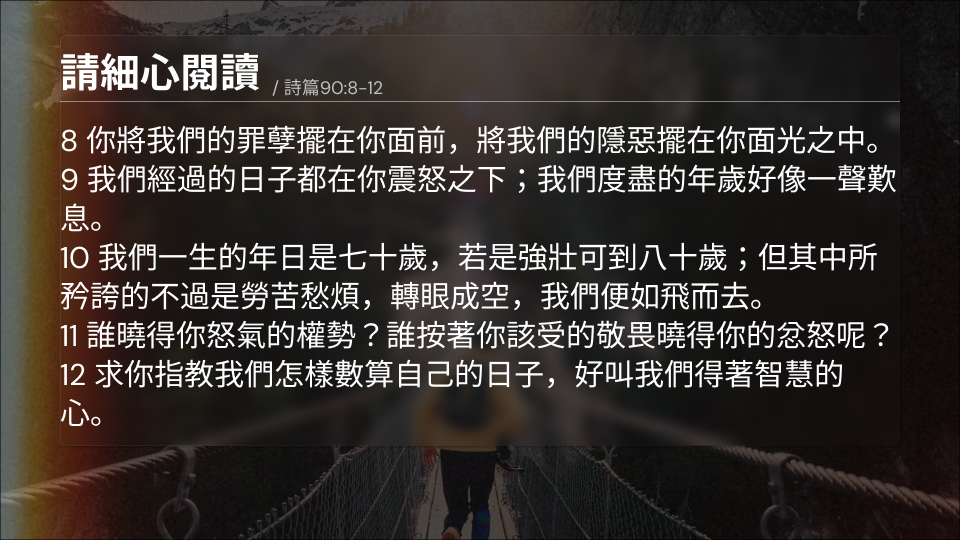 請細心閱讀 / 詩篇90:8-12
8 你將我們的罪孽擺在你面前，將我們的隱惡擺在你面光之中。
9 我們經過的日子都在你震怒之下；我們度盡的年歲好像一聲歎
息。
10 我們一生的年日是七十歲，若是強壯可到八十歲；但其中所
矜誇的不過是勞苦愁煩，轉眼成空，我們便如飛而去。
11 誰曉得你怒氣的權勢？誰按著你該受的敬畏曉得你的忿怒呢？
12 求你指教我們怎樣數算自己的日子，好叫我們得著智慧的
心。